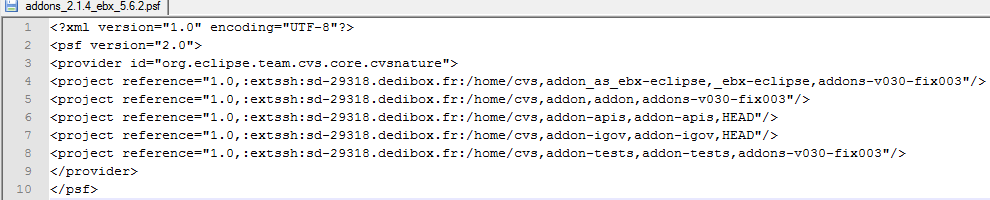 addons_2.1.4_ebx_5.6.2.psf
1 <?xml version="1.0" encoding="UTF-8"?>
2 <psf version="2.0">
3 <provider id="org.eclipse.team.cvs.core.cvsnature">
4 <project reference="1.0,:extssh:sd-29318.dedibox.fr:/home/cvs,addon_as_ebx-eclipse,_ebx-eclipse,addons-v030-fix003"/>
5 <project reference="1.0,:extssh:sd-29318.dedibox.fr:/home/cvs,addon,addon,addons-v030-fix003"/>
6 <project reference="1.0,:extssh:sd-29318.dedibox.fr:/home/cvs,addon-apis,addon-apis,HEAD"/>
7 <project reference="1.0,:extssh:sd-29318.dedibox.fr:/home/cvs,addon-igov,addon-igov,HEAD"/>
8 <project reference="1.0,:extssh:sd-29318.dedibox.fr:/home/cvs,addon-tests,addon-tests,addons-v030-fix003"/>
9 </provider>
10 </psf>